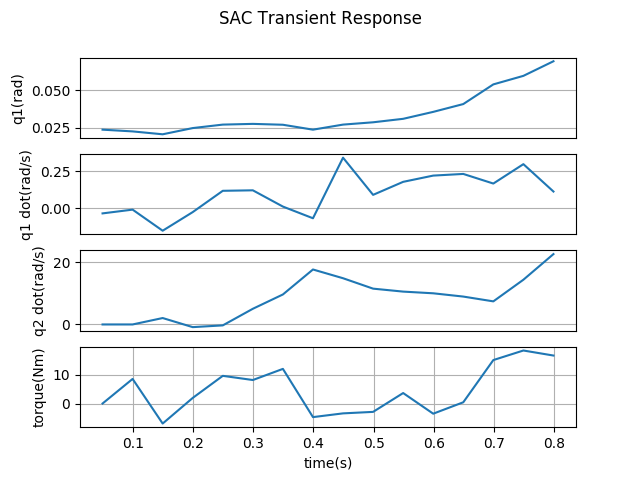 SAC Transient Response
q1(rad)
0.050
0.025
q1 dot(rad/s)
0.25
0.00
q2 dot(rad/s)
20
0
torque(Nm)
10
0
0.1 0.2 0.3 0.4 0.5 0.6 0.7 0.8
time(s)